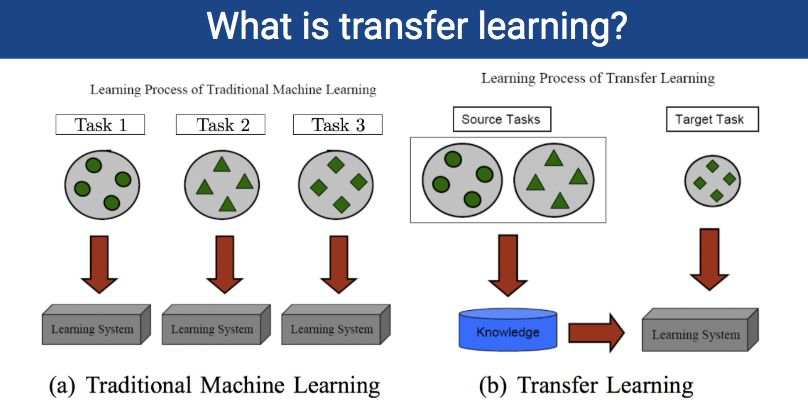 What is transfer learning?
Learning Process of Traditional Machine Learning
Task 1
Task 2
Task 3
Learning System
Learning System
Learning System
(a) Traditional Machine Learning
Learning Process of Transfer Learning
Source Tasks
Target Task
Knowledge
Learning System
(b) Transfer Learning